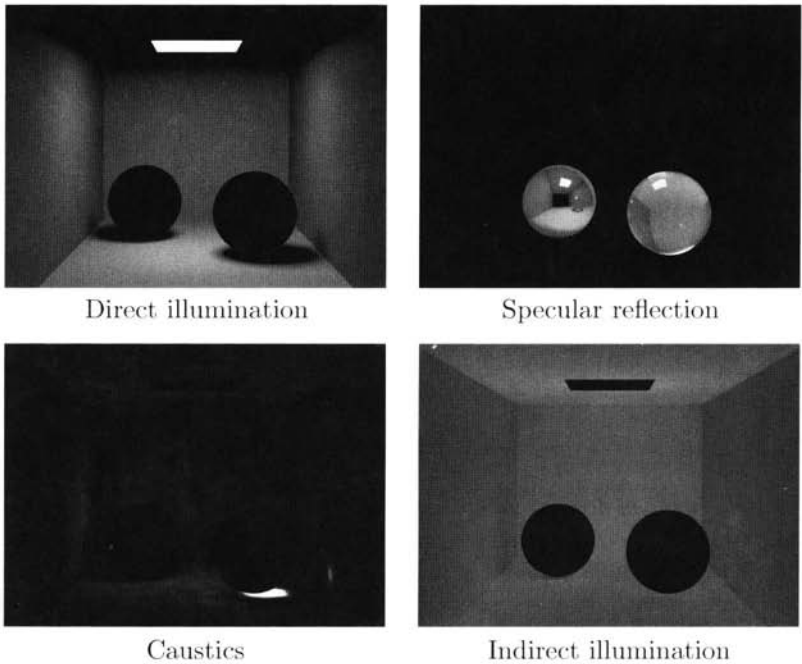 Direct illumination
Specular reflection
Caustics
Indirect illumination